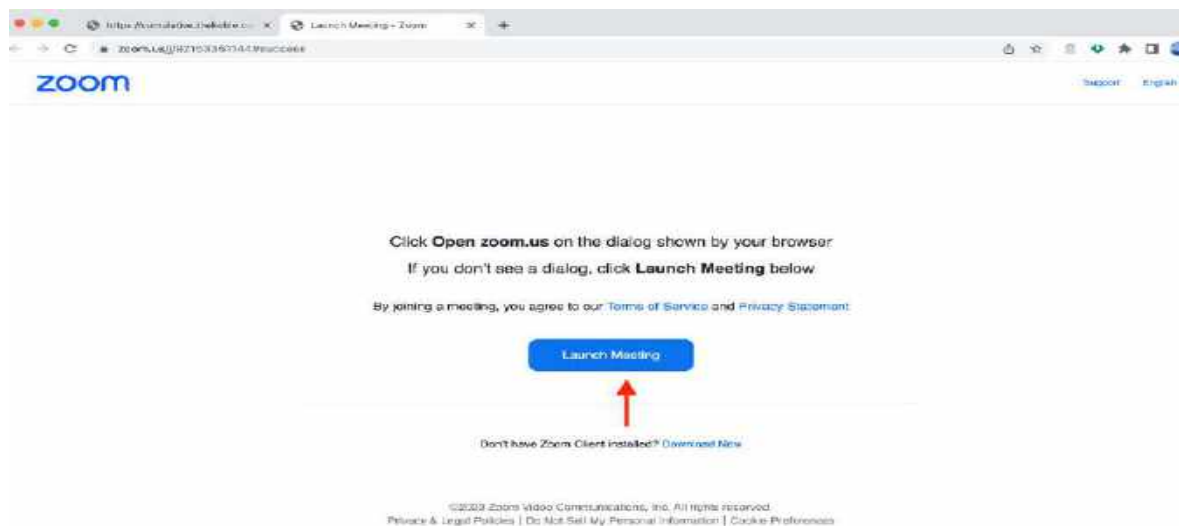 Launch Meeting - Zoom
zoom
Support English
Click Open zoom.us on the dialog shown by your browser
If you don't see a dialog, click Launch Meeting below
By joining a meeting, you agree to our Terms of Service and Privacy Statement
Launch Meeting
Don't have Zoom Client installed? Download Now
Zoom Video Communications, Inc. All rights reserved.
Privacy & Legal Policies | Do Not Sell My Personal Information | Cookie Preferences